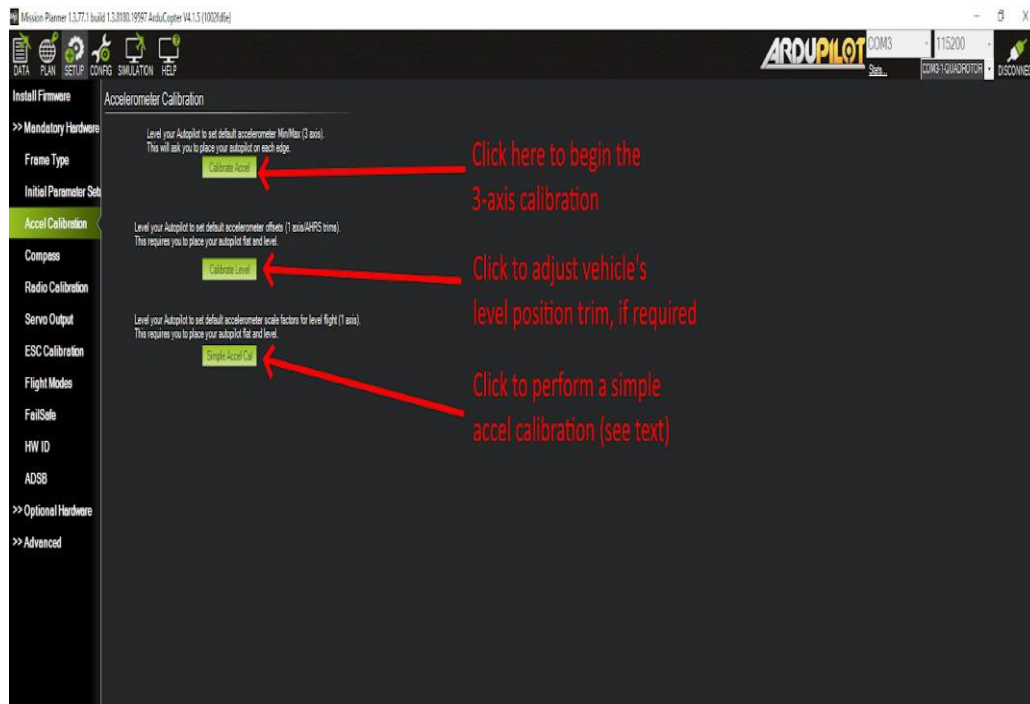 Mission Planner 1.3.77.1 build 1.3.8180.19597 ArduCopter V4.1.5 (1002fd6e)
DATA PLAN SETUP CONFIG SIMULATION HELP
ARDUPILOT
COM3
115200
Stats...
COM3-1-QUADROTOR
DISCONNE
Install Firmware
>> Mandatory Hardware
Frame Type
Initial Parameter Setu
Accel Calibration
Compass
Radio Calibration
Servo Output
ESC Calibration
Flight Modes
FailSafe
HW ID
ADSB
>> Optional Hardware
>> Advanced
Accelerometer Calibration
Level your Autopilot to set default accelerometer Min/Max (3 axis).
This will ask you to place your autopilot on each edge.
Calibrate Accel
Click here to begin the
3-axis calibration
Level your Autopilot to set default accelerometer offsets (1 axis/AHRS trims).
This requires you to place your autopilot flat and level.
Calibrate Level
Click to adjust vehicle's
level position trim, if required
Level your Autopilot to set default accelerometer scale factors for level flight (1 axis).
This requires you to place your autopilot flat and level.
Simple Accel Cal
Click to perform a simple
accel calibration (see text)